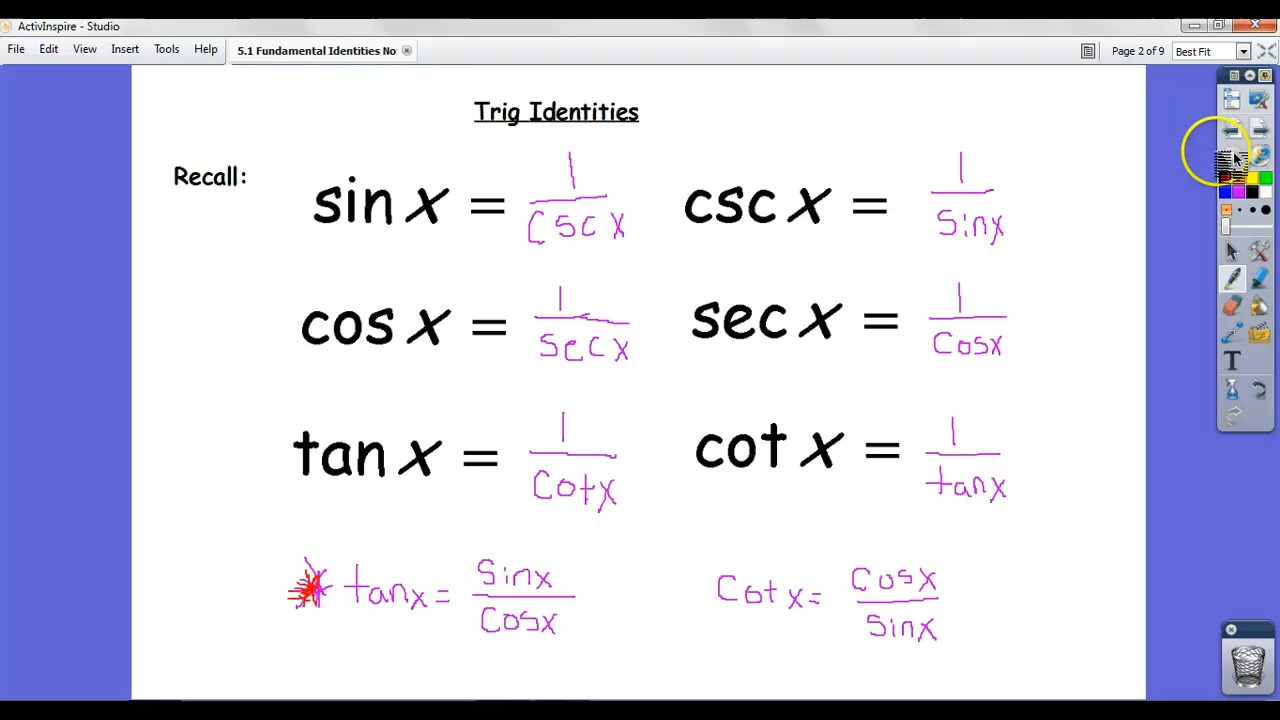 ActivInspire - Studio
File Edit View Insert Tools Help 5.1 Fundamental Identities No Page 2 of 9 Best Fit
Trig Identities
Recall:
sin x = 1/csc x csc x = 1/sinx
cos x = 1/sec x sec x = 1/cosx
tan x = 1/cotx cot x = 1/tanx
tanx = sinx/cosx cot x = cosx/sinx
T